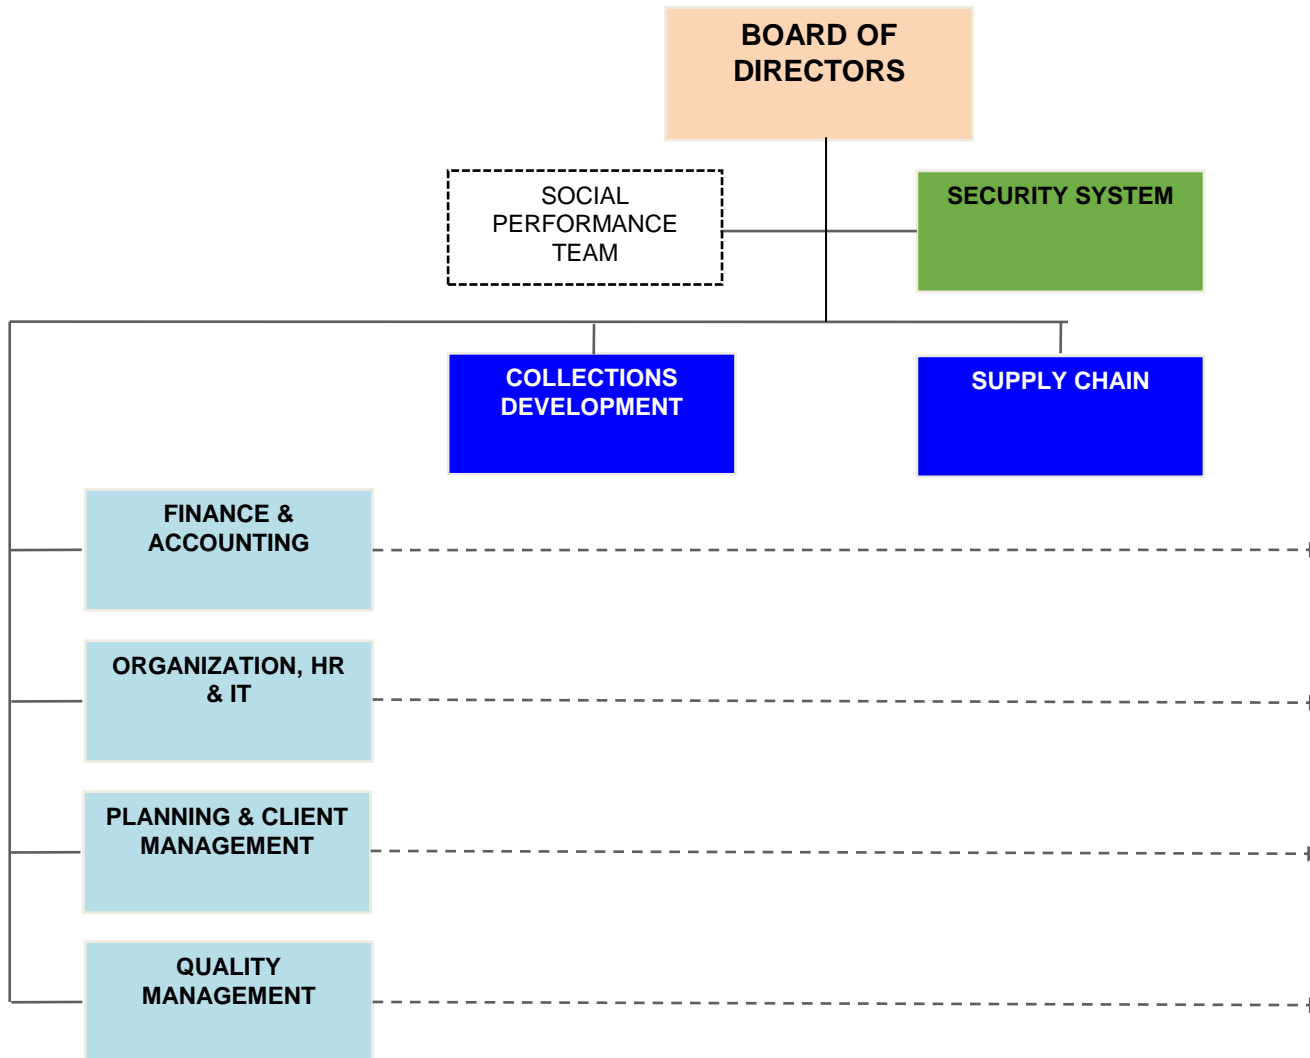 BOARD OF
DIRECTORS
SOCIAL
PERFORMANCE
TEAM
SECURITY SYSTEM
COLLECTIONS
DEVELOPMENT
SUPPLY CHAIN
FINANCE &
ACCOUNTING
ORGANIZATION, HR
& IT
PLANNING & CLIENT
MANAGEMENT
QUALITY
MANAGEMENT